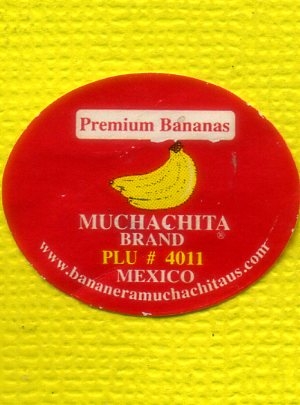 Premium Bananas
MUCHACHITA
BRAND ®
PLU # 4011
MEXICO
www.bananeramuchachitaus.com